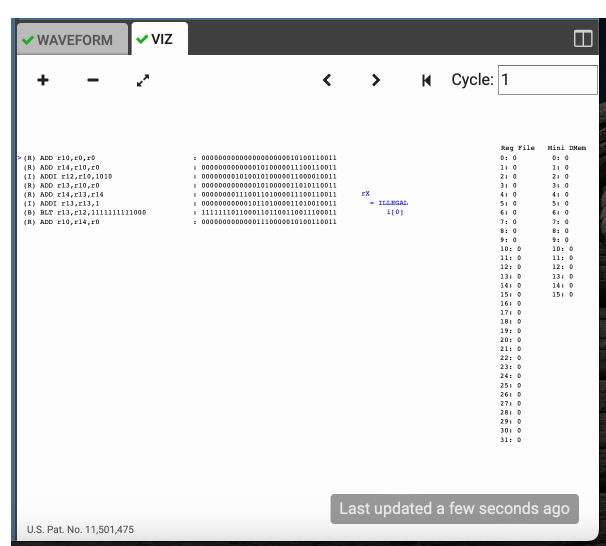 WAVEFORM VIZ
Cycle: 1
Reg File Mini DMem
>(R) ADD r10,r0,r0 : 00000000000000000000010100110011 0: 0 0: 0
(R) ADD r14,r10,r0 : 00000000000001010000011100110011 1: 0 1: 0
(I) ADDI r12,r10,1010 : 00000000101001010000011000010011 2: 0 2: 0
(R) ADD r13,r10,r0 : 00000000000001010000011010110011 3: 0 3: 0
(R) ADD r14,r13,r14 : 00000000111001101000011100110011 rX 4: 0 4: 0
(I) ADDI r13,r13,1 : 00000000000101101000011010010011 = ILLEGAL 5: 0 5: 0
(B) BLT r13,r12,1111111111000 : 11111110110001101100110011100011 i[0] 6: 0 6: 0
(R) ADD r10,r14,r0 : 00000000000001110000010100110011 7: 0 7: 0
8: 0 8: 0
9: 0 9: 0
10: 0 10: 0
11: 0 11: 0
12: 0 12: 0
13: 0 13: 0
14: 0 14: 0
15: 0 15: 0
16: 0
17: 0
18: 0
19: 0
20: 0
21: 0
22: 0
23: 0
24: 0
25: 0
26: 0
27: 0
28: 0
29: 0
30: 0
31: 0
Last updated a few seconds ago
U.S. Pat. No. 11,501,475